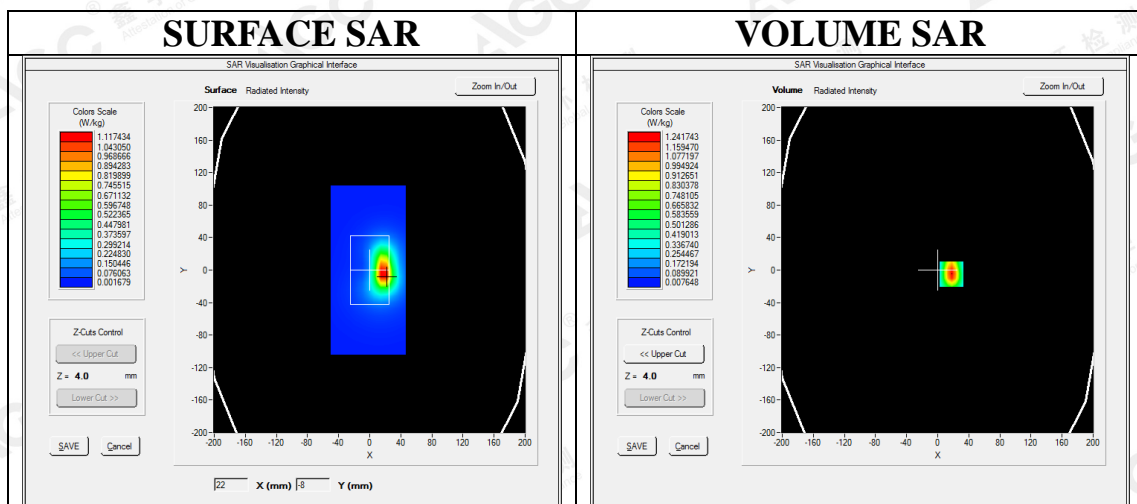 SURFACE SAR
SAR Visualisation Graphical Interface
Surface Radiated Intensity
Zoom In/Out
Colors Scale
(W/kg)
1.117434
1.043050
0.968666
0.894283
0.819899
0.745515
0.671132
0.596748
0.522365
0.447981
0.373597
0.299214
0.224830
0.150446
0.076063
0.001679
Z-Cuts Control
<< Upper Cut
Z = 4.0 mm
Lower Cut >>
SAVE Cancel
200
160
120
80
40
0
-40
-80
-120
-160
-200
Y
-200 -160 -120 -80 -40 0 40 80 120 160 200
X
22 X (mm) -8 Y (mm)
VOLUME SAR
SAR Visualisation Graphical Interface
Volume Radiated Intensity
Zoom In/Out
Colors Scale
(W/kg)
1.241743
1.159470
1.077197
0.994924
0.912651
0.830378
0.748105
0.665832
0.583559
0.501286
0.419013
0.336740
0.254467
0.172194
0.089921
0.007648
Z-Cuts Control
<< Upper Cut
Z = 4.0 mm
Lower Cut >>
SAVE Cancel
200
160
120
80
40
0
-40
-80
-120
-160
-200
Y
-200 -160 -120 -80 -40 0 40 80 120 160 200
X